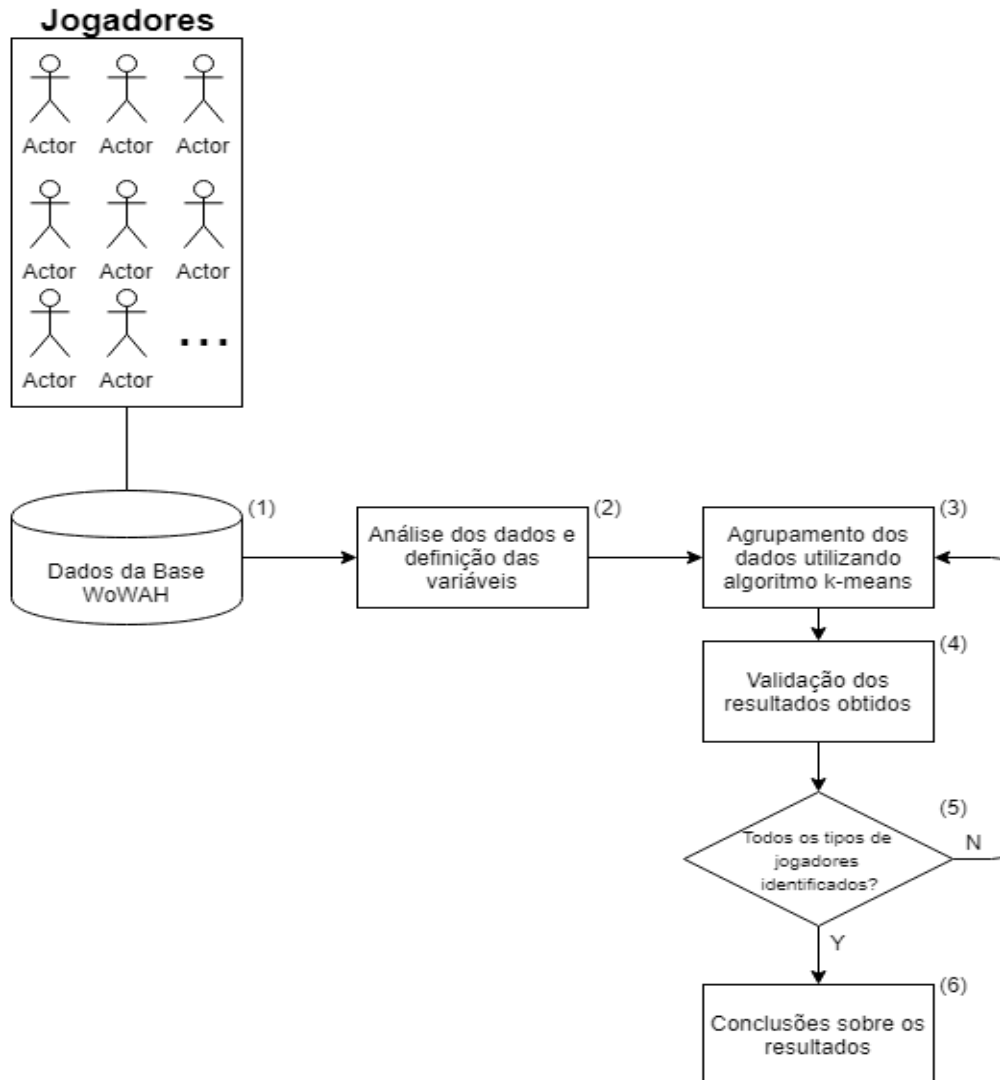 Jogadores
Actor Actor Actor
Actor Actor Actor
Actor Actor ...
(1)
Dados da Base
WoWAH
(2)
Análise dos dados e
definição das
variáveis
(3)
Agrupamento dos
dados utilizando
algoritmo k-means
(4)
Validação dos
resultados obtidos
(5)
Todos os tipos de
jogadores
identificados?
N
Y
(6)
Conclusões sobre os
resultados